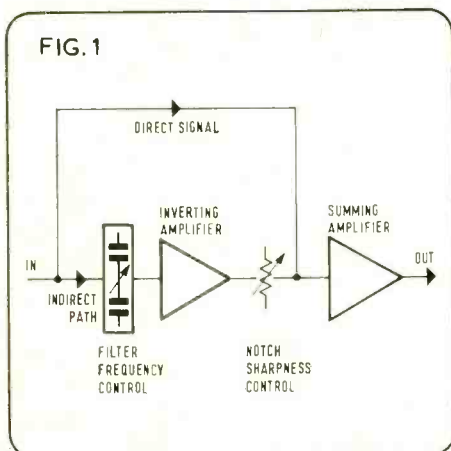 FIG. 1
DIRECT SIGNAL
INVERTING
AMPLIFIER
SUMMING
AMPLIFIER
IN
OUT
INDIRECT
PATH
FILTER
FREQUENCY
CONTROL
NOTCH
SHARPNESS
CONTROL